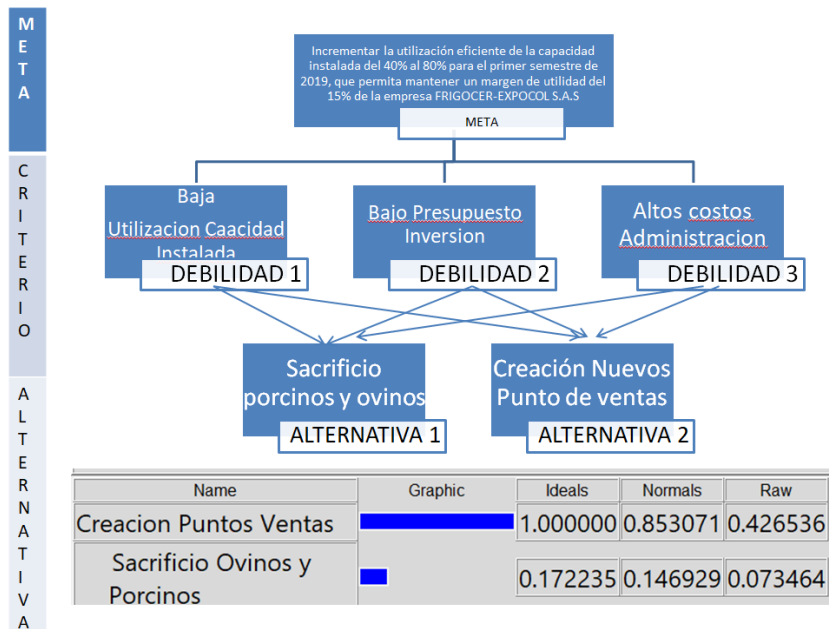 META
Incrementar la utilización eficiente de la capacidad
instalada del 40% al 80% para el primer semestre de
2019, que permita mantener un margen de utilidad del
15% de la empresa FRIGOCER-EXPOCOL S.A.S
META
CRITERIO
Baja
Utilizacion Caacidad
Instalada
DEBILIDAD 1
Bajo Presupuesto
Inversion
DEBILIDAD 2
Altos costos
Administracion
DEBILIDAD 3
ALTERNATIVA
Sacrificio
porcinos y ovinos
ALTERNATIVA 1
Creación Nuevos
Punto de ventas
ALTERNATIVA 2
Name Graphic Ideals Normals Raw
Creacion Puntos Ventas 1.000000 0.853071 0.426536
Sacrificio Ovinos y
Porcinos 0.172235 0.146929 0.073464